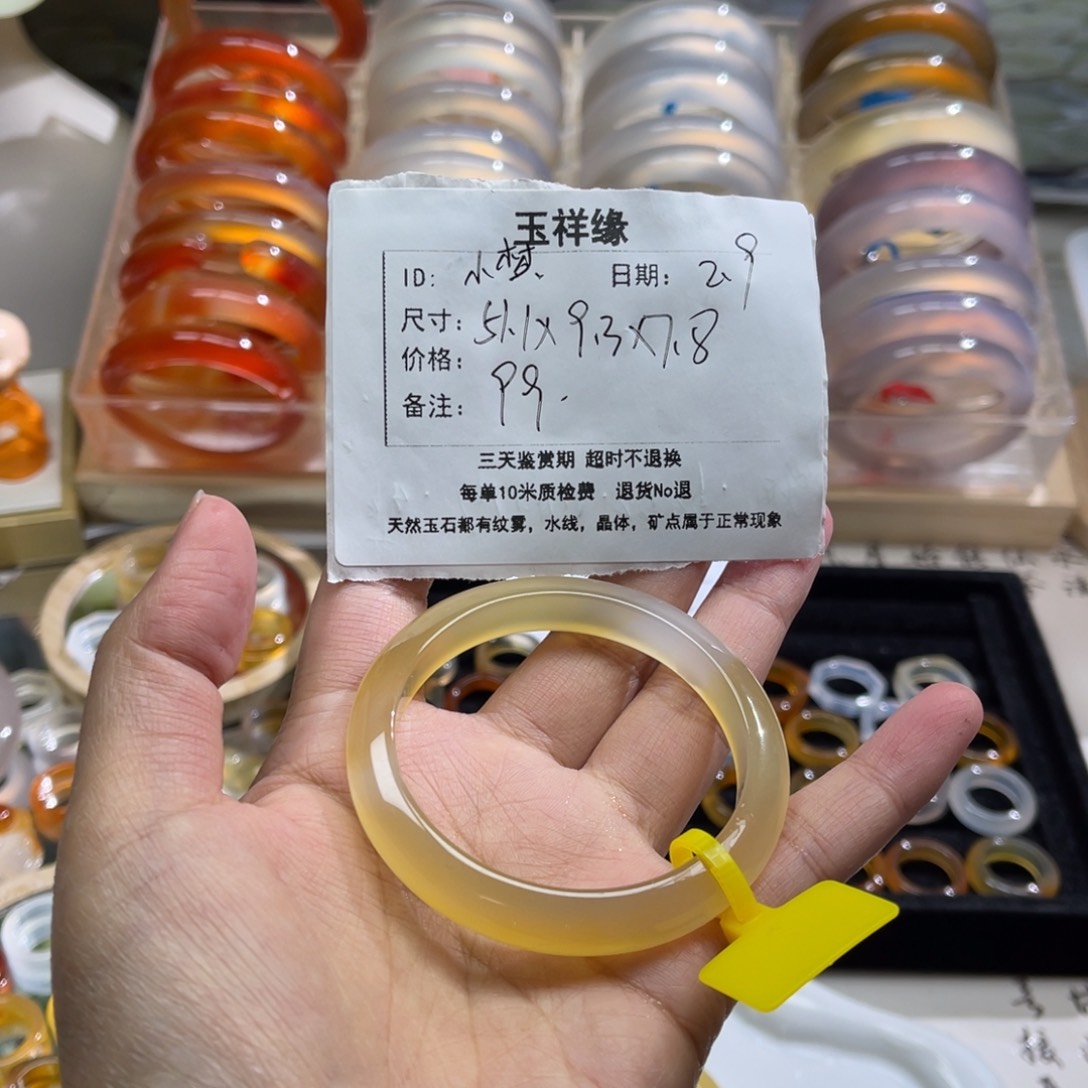 玉祥缘
ID: 小梦. 日期: 2.9
尺寸: 51.1x9.3x7.8
价格:
99.
备注:
三天鉴赏期 超时不退换
每单10米质检费 退货No退
天然玉石都有纹雾，水线，晶体，矿点属于正常现象